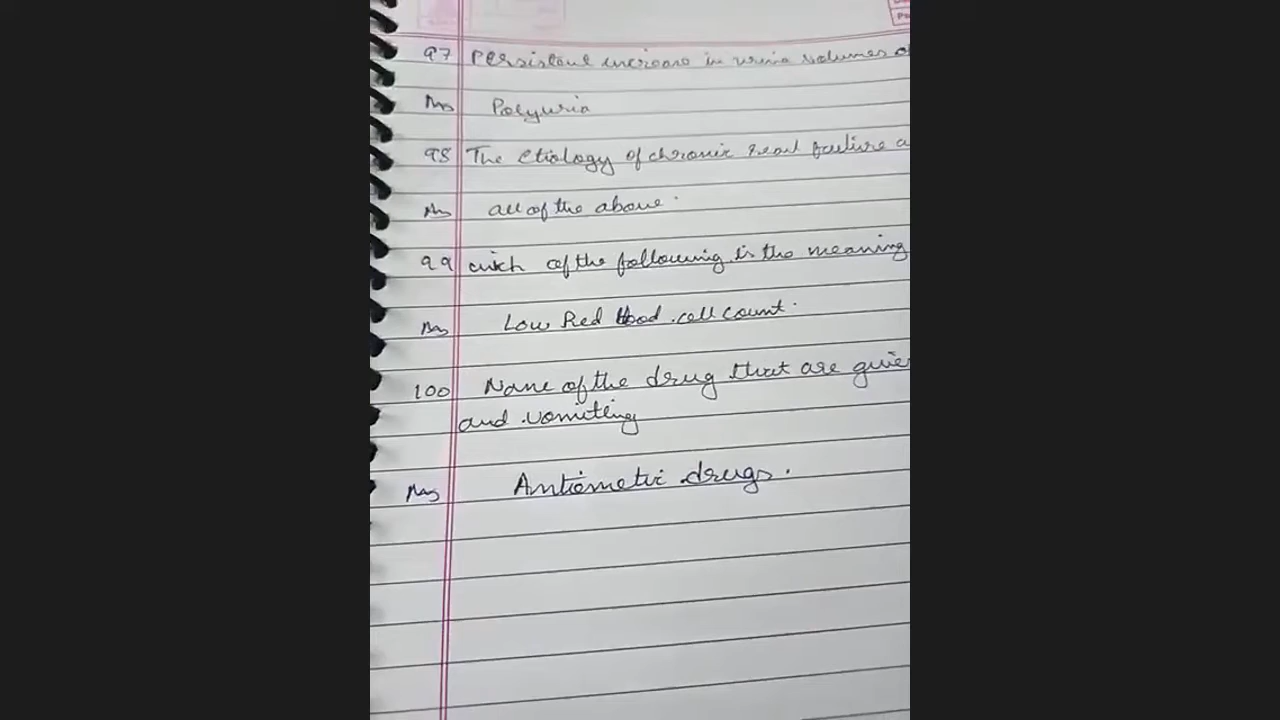 97 Persistent increase in urine volumes
Ans Polyuria
98 The etiology of chronic heart failure a
Ans all of the above.
99 wich of the following is the meaning
Ans Low Red blood cell count.
100 Name of the drug that are given
and vomiting
Ans Antiemetic drugs.